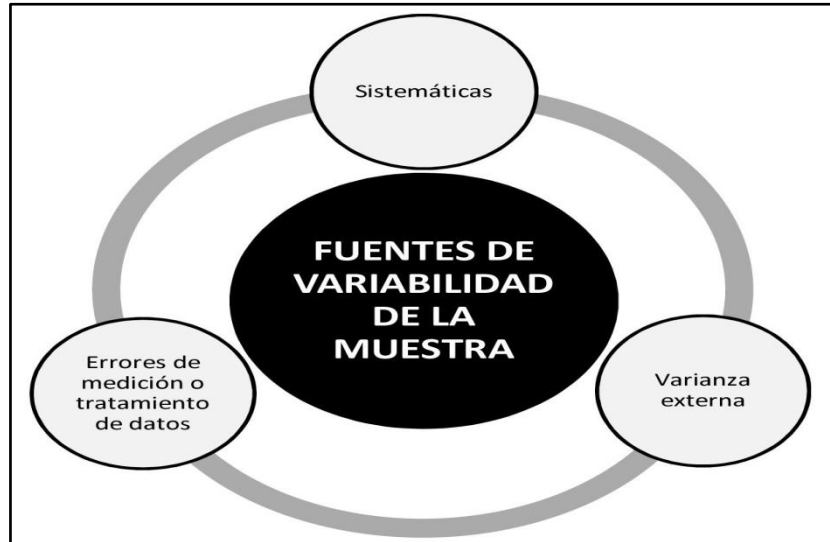 Sistemáticas
FUENTES DE
VARIABILIDAD
DE LA
MUESTRA
Errores de
medición o
tratamiento
de datos
Varianza
externa